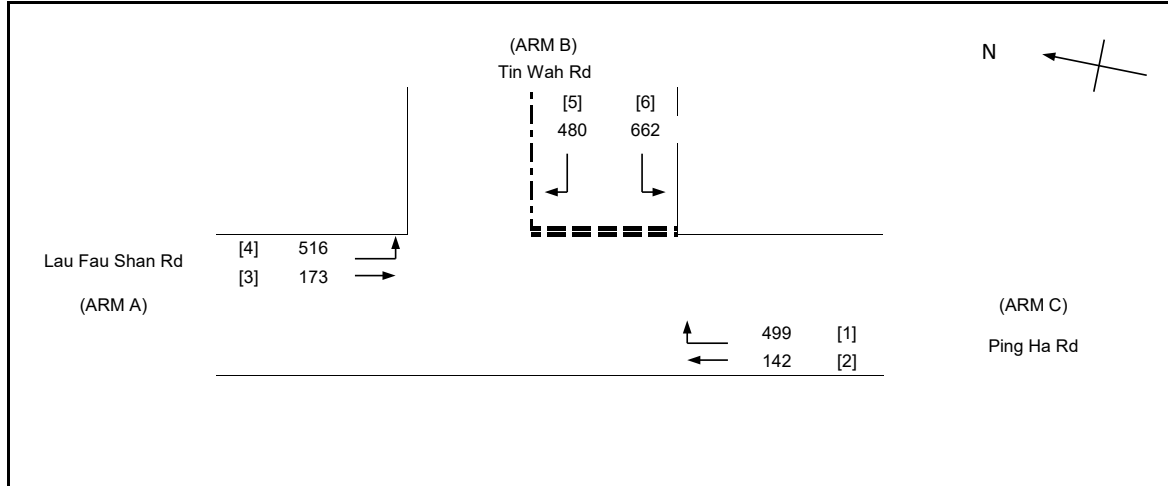 (ARM B)
Tin Wah Rd
N
[5] [6]
480 662
[4] 516
Lau Fau Shan Rd
[3] 173
(ARM A)
(ARM C)
499 [1]
Ping Ha Rd
142 [2]